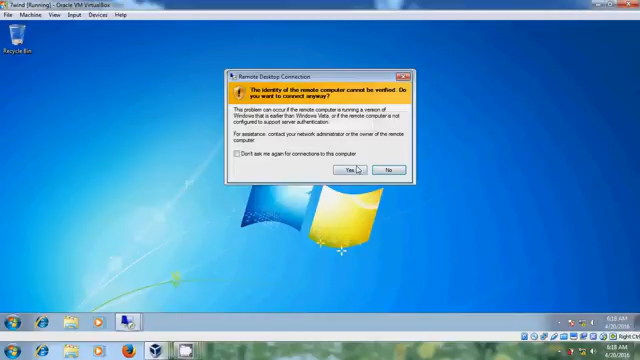 7wind [Running] - Oracle VM VirtualBox
File Machine View Input Devices Help
Recycle Bin
Remote Desktop Connection
The identity of the remote computer cannot be verified. Do
you want to connect anyway?
This problem can occur if the remote computer is running a version of
Windows that is earlier than Windows Vista, or if the remote computer is not
configured to support server authentication.
For assistance, contact your network administrator or the owner of the remote
computer.
Don't ask me again for connections to this computer
Yes No
6:18 AM
4/20/2016
Right Ctrl
6:18 AM
4/20/2016